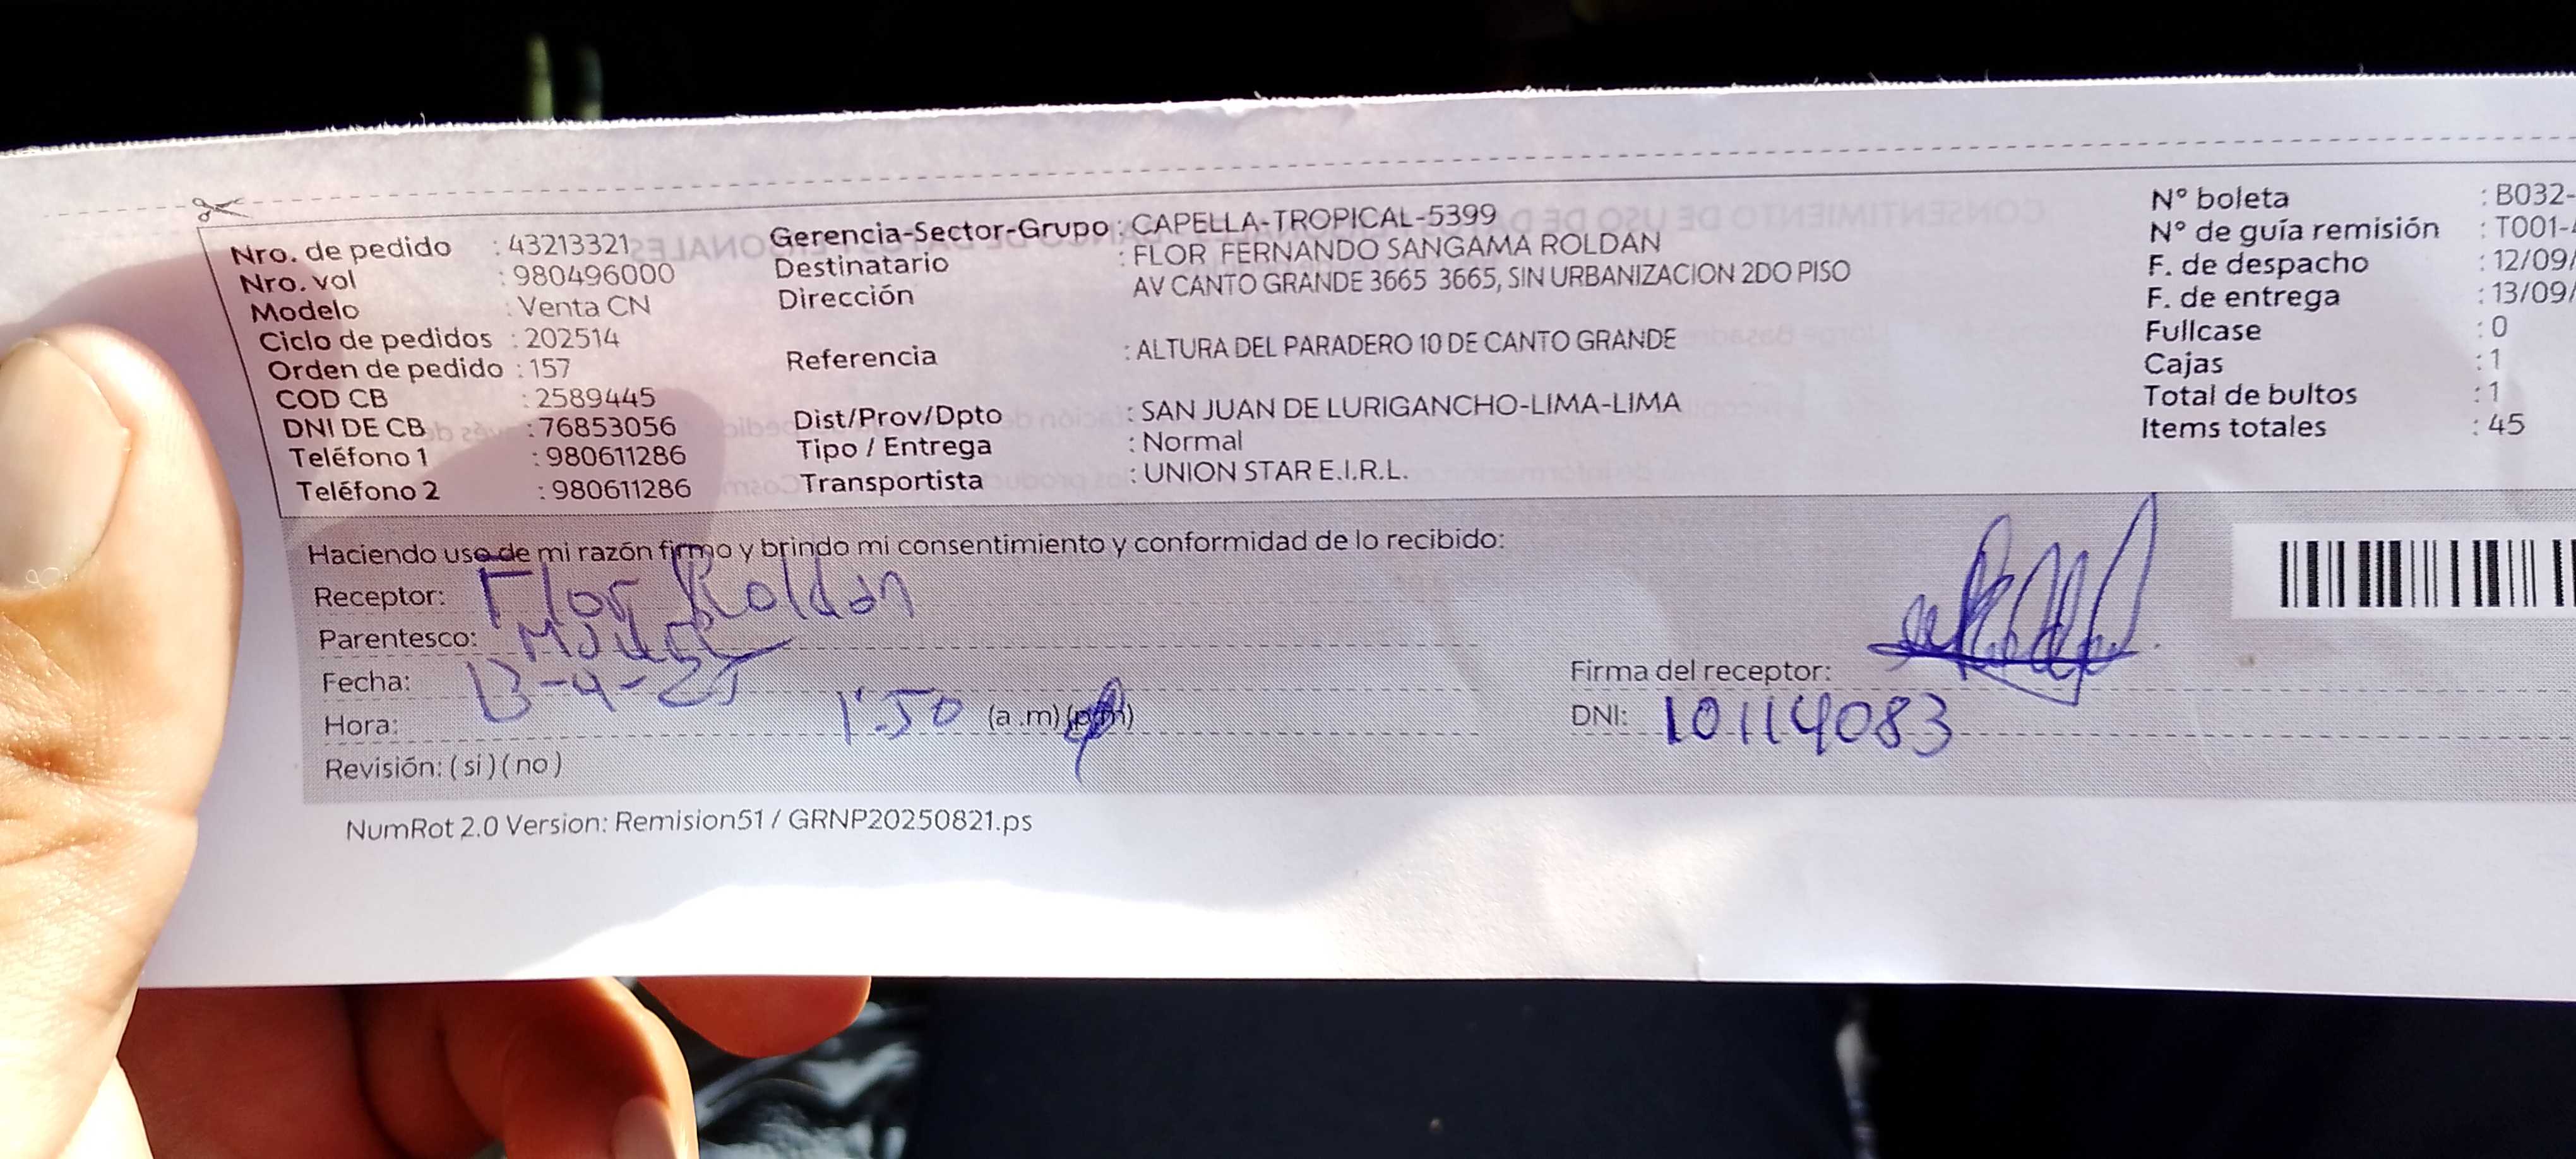 Nro. de pedido : 43213321
Nro. vol : 980496000
Modelo : Venta CN
Ciclo de pedidos : 202514
Orden de pedido : 157
COD CB : 2589445
DNI DE CB : 76853056
Teléfono 1 : 980611286
Teléfono 2 : 980611286
Gerencia-Sector-Grupo : CAPELLA-TROPICAL-5399
Destinatario : FLOR FERNANDO SANGAMA ROLDAN
Dirección AV CANTO GRANDE 3665 3665, SIN URBANIZACION 2DO PISO
Referencia : ALTURA DEL PARADERO 10 DE CANTO GRANDE
Dist/Prov/Dpto : SAN JUAN DE LURIGANCHO-LIMA-LIMA
Tipo / Entrega : Normal
Transportista : UNION STAR E.I.R.L.
N° boleta : B032-
N° de guía remisión : T001-
F. de despacho : 12/09/
F. de entrega : 13/09/
Fullcase : 0
Cajas : 1
Total de bultos : 1
Items totales : 45
Haciendo uso de mi razón firmo y brindo mi consentimiento y conformidad de lo recibido:
Receptor: Flor Roldan
Parentesco:
Fecha: 13-4-25
Hora: 1:50 (a.m) (p.m)
Revisión: (si) (no)
Firma del receptor:
DNI: 10114083
NumRot 2.0 Version: Remision51 / GRNP20250821.ps